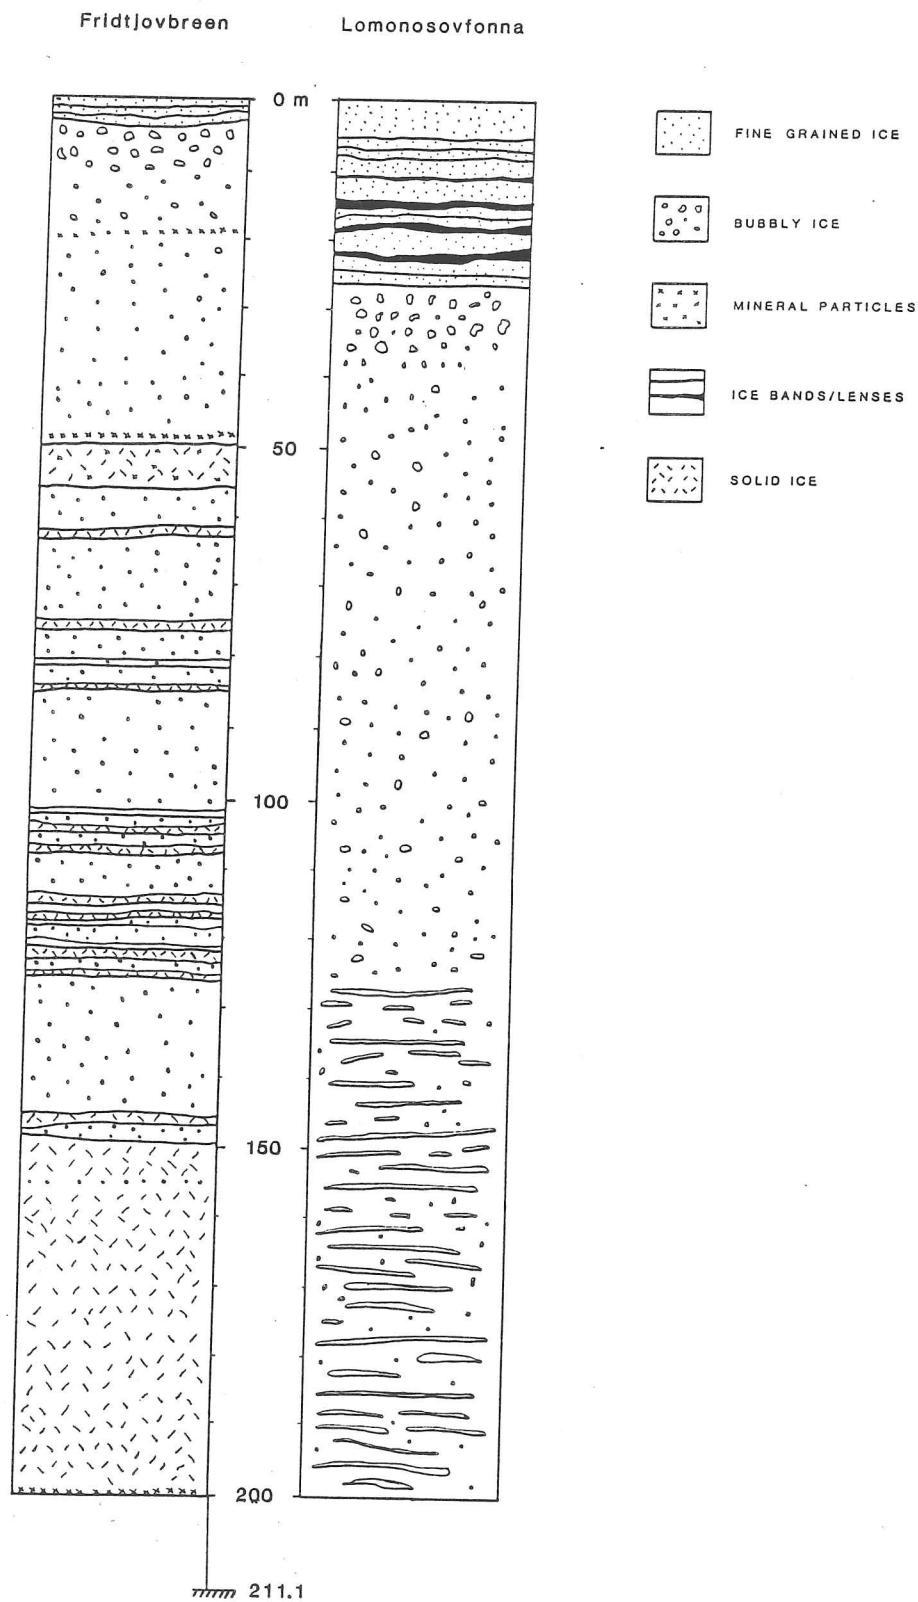 Fridtjovbreen
Lomonosovfonna
0 m
50
100
150
200
211.1
FINE GRAINED ICE
BUBBLY ICE
MINERAL PARTICLES
ICE BANDS/LENSES
SOLID ICE